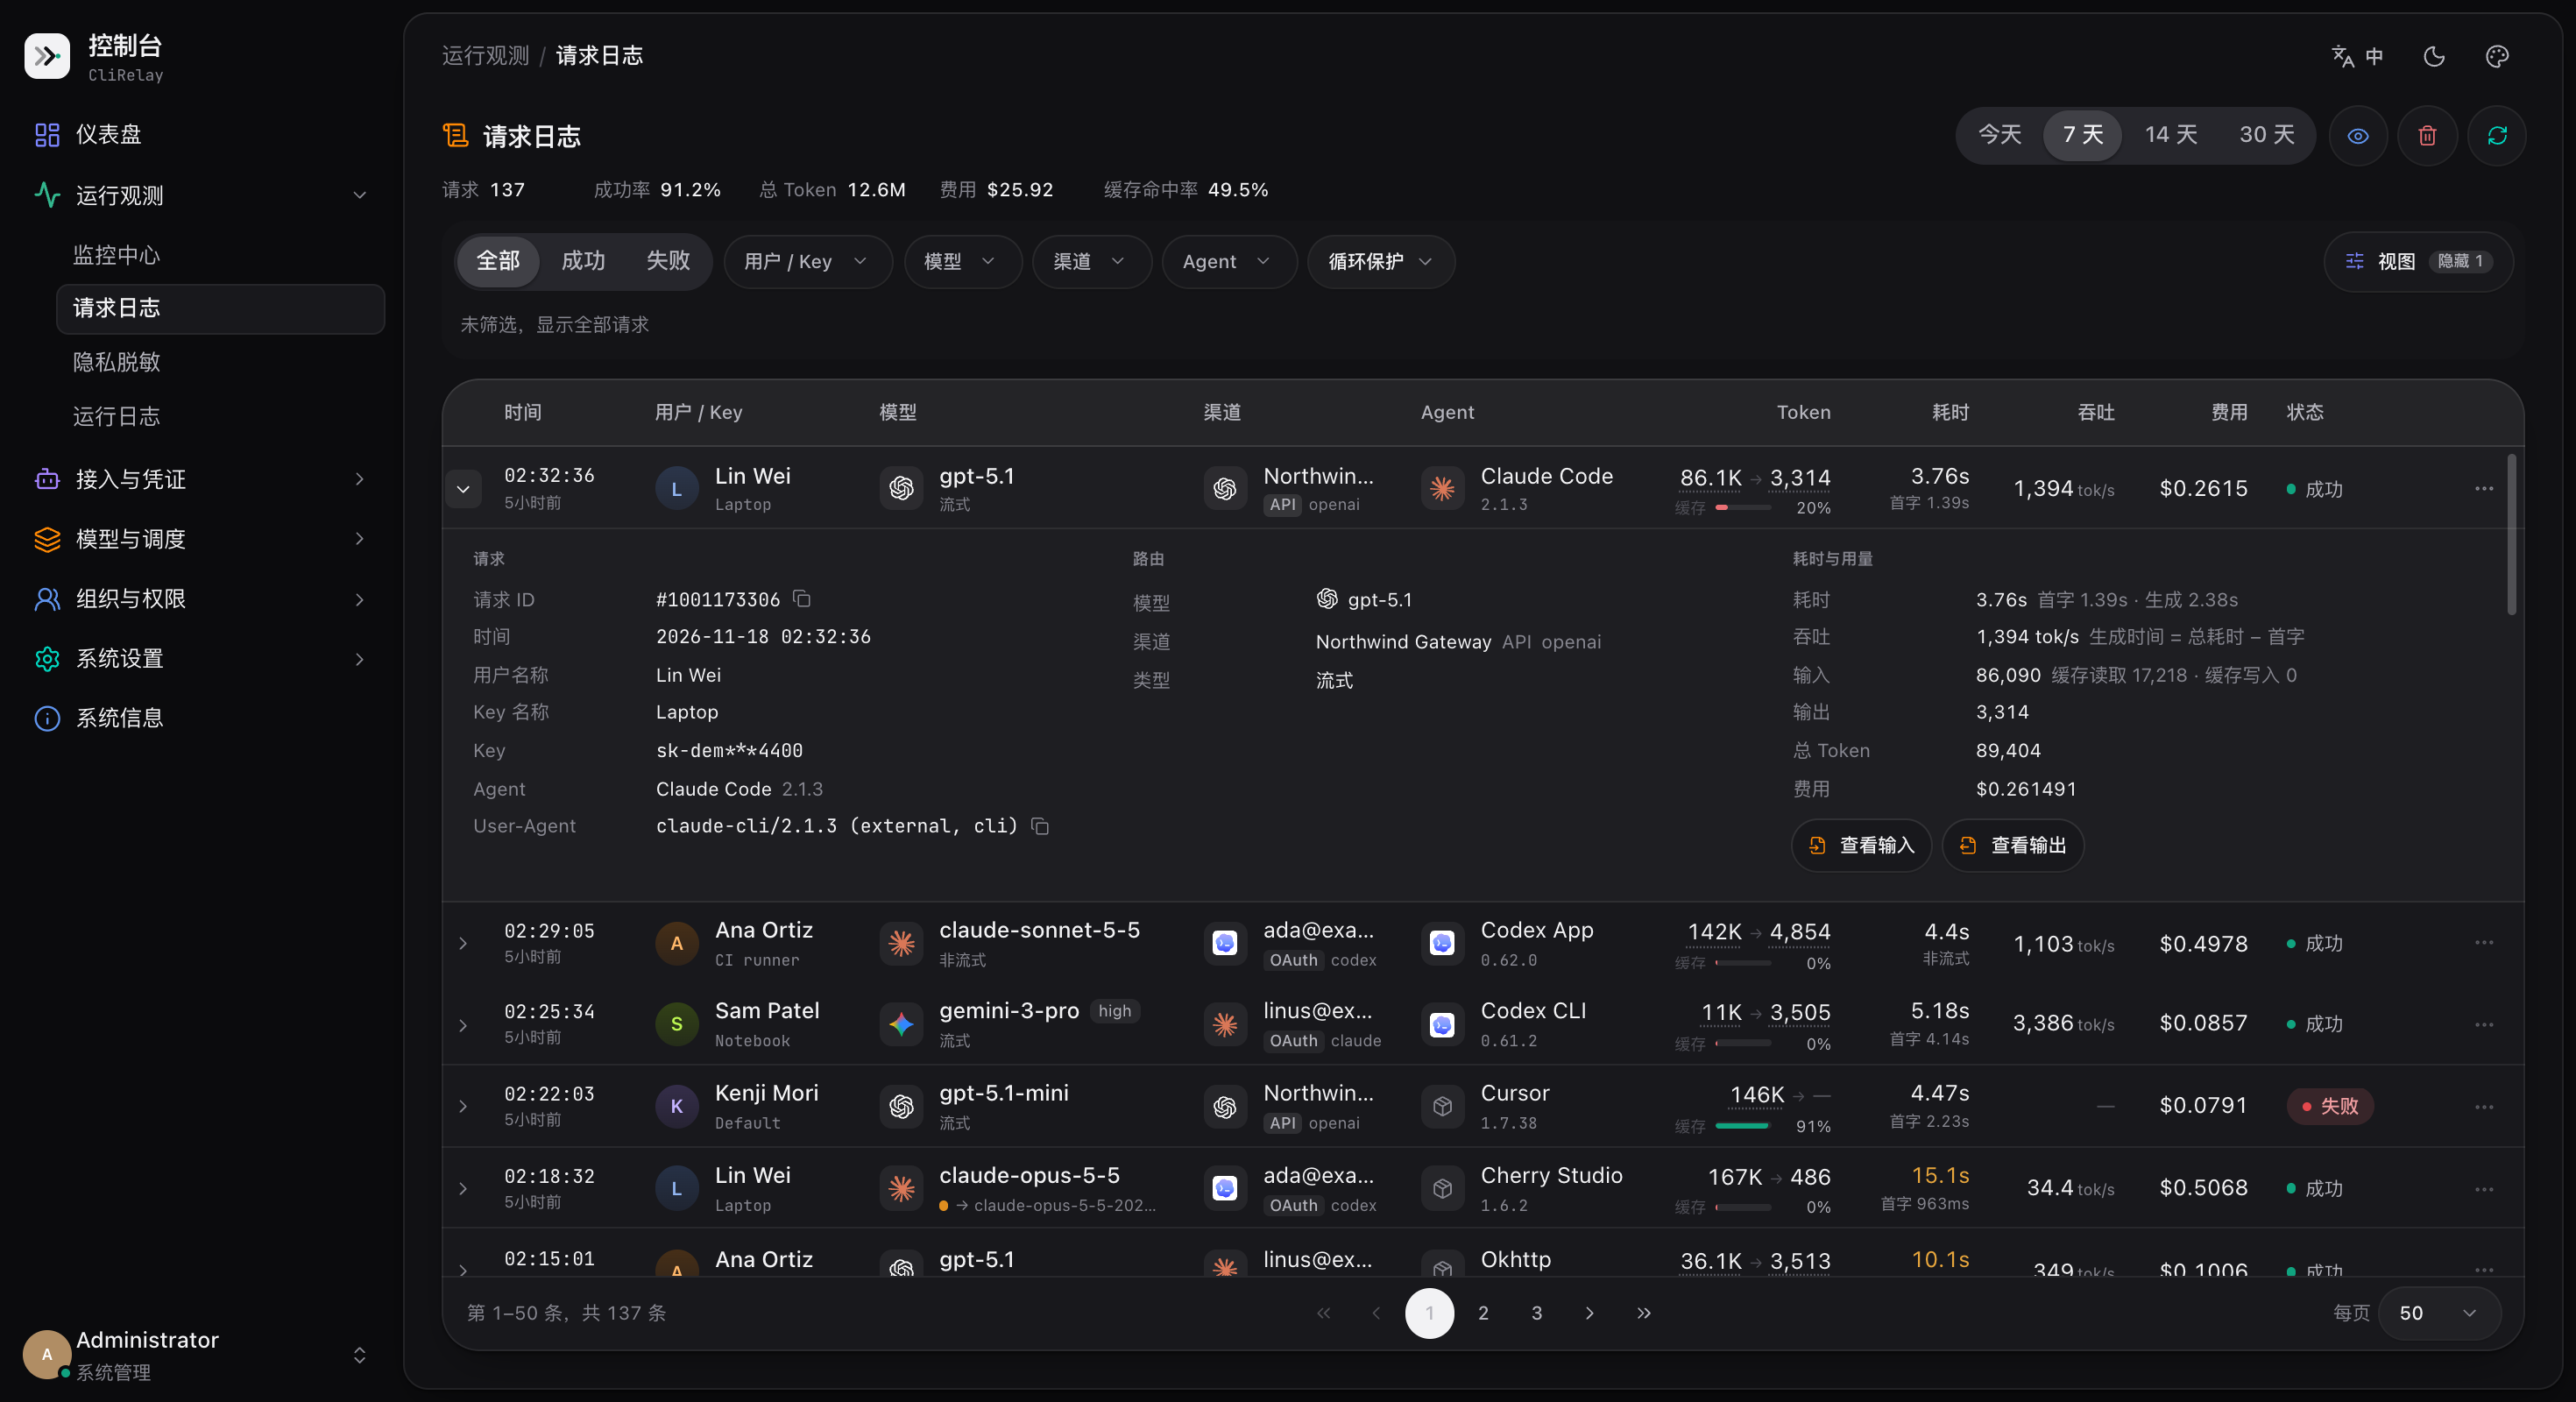 控制台
CliRelay
仪表盘
运行观测
监控中心
请求日志
隐私脱敏
运行日志
接入与凭证
模型与调度
组织与权限
系统设置
系统信息
A Administrator
系统管理
运行观测 / 请求日志
文A 中
请求日志
今天 7 天 14 天 30 天
请求 137 成功率 91.2% 总 Token 12.6M 费用 $25.92 缓存命中率 49.5%
全部 成功 失败 用户 / Key 模型 渠道 Agent 循环保护 视图 隐藏 1
未筛选，显示全部请求
时间 用户 / Key 模型 渠道 Agent Token 耗时 吞吐 费用 状态
02:32:36 L Lin Wei gpt-5.1 Northwin... Claude Code 86.1K → 3,314 3.76s 1,394 tok/s $0.2615 成功 ...
5小时前 Laptop 流式 API openai 2.1.3 缓存 20% 首字 1.39s
请求
请求 ID #1001173306
时间 2026-11-18 02:32:36
用户名称 Lin Wei
Key 名称 Laptop
Key sk-dem***4400
Agent Claude Code 2.1.3
User-Agent claude-cli/2.1.3 (external, cli)
路由
模型 gpt-5.1
渠道 Northwind Gateway API openai
类型 流式
耗时与用量
耗时 3.76s 首字 1.39s · 生成 2.38s
吞吐 1,394 tok/s 生成时间 = 总耗时 − 首字
输入 86,090 缓存读取 17,218 · 缓存写入 0
输出 3,314
总 Token 89,404
费用 $0.261491
查看输入 查看输出
02:29:05 A Ana Ortiz claude-sonnet-5-5 ada@exa... Codex App 142K → 4,854 4.4s 1,103 tok/s $0.4978 成功 ...
5小时前 CI runner 非流式 OAuth codex 0.62.0 缓存 0% 非流式
02:25:34 S Sam Patel gemini-3-pro high linus@ex... Codex CLI 11K → 3,505 5.18s 3,386 tok/s $0.0857 成功 ...
5小时前 Notebook 流式 OAuth claude 0.61.2 缓存 0% 首字 4.14s
02:22:03 K Kenji Mori gpt-5.1-mini Northwin... Cursor 146K → — 4.47s — $0.0791 失败 ...
5小时前 Default 流式 API openai 1.7.38 缓存 91% 首字 2.23s
02:18:32 L Lin Wei claude-opus-5-5 ada@exa... Cherry Studio 167K → 486 15.1s 34.4 tok/s $0.5068 成功 ...
5小时前 Laptop → claude-opus-5-5-202... OAuth codex 1.6.2 缓存 0% 首字 963ms
02:15:01 A Ana Ortiz gpt-5.1 linus@ex... Okhttp 36.1K → 3,513 10.1s 349 tok/s $0.1006 成功 ...
第 1–50 条，共 137 条 « ‹ 1 2 3 › » 每页 50